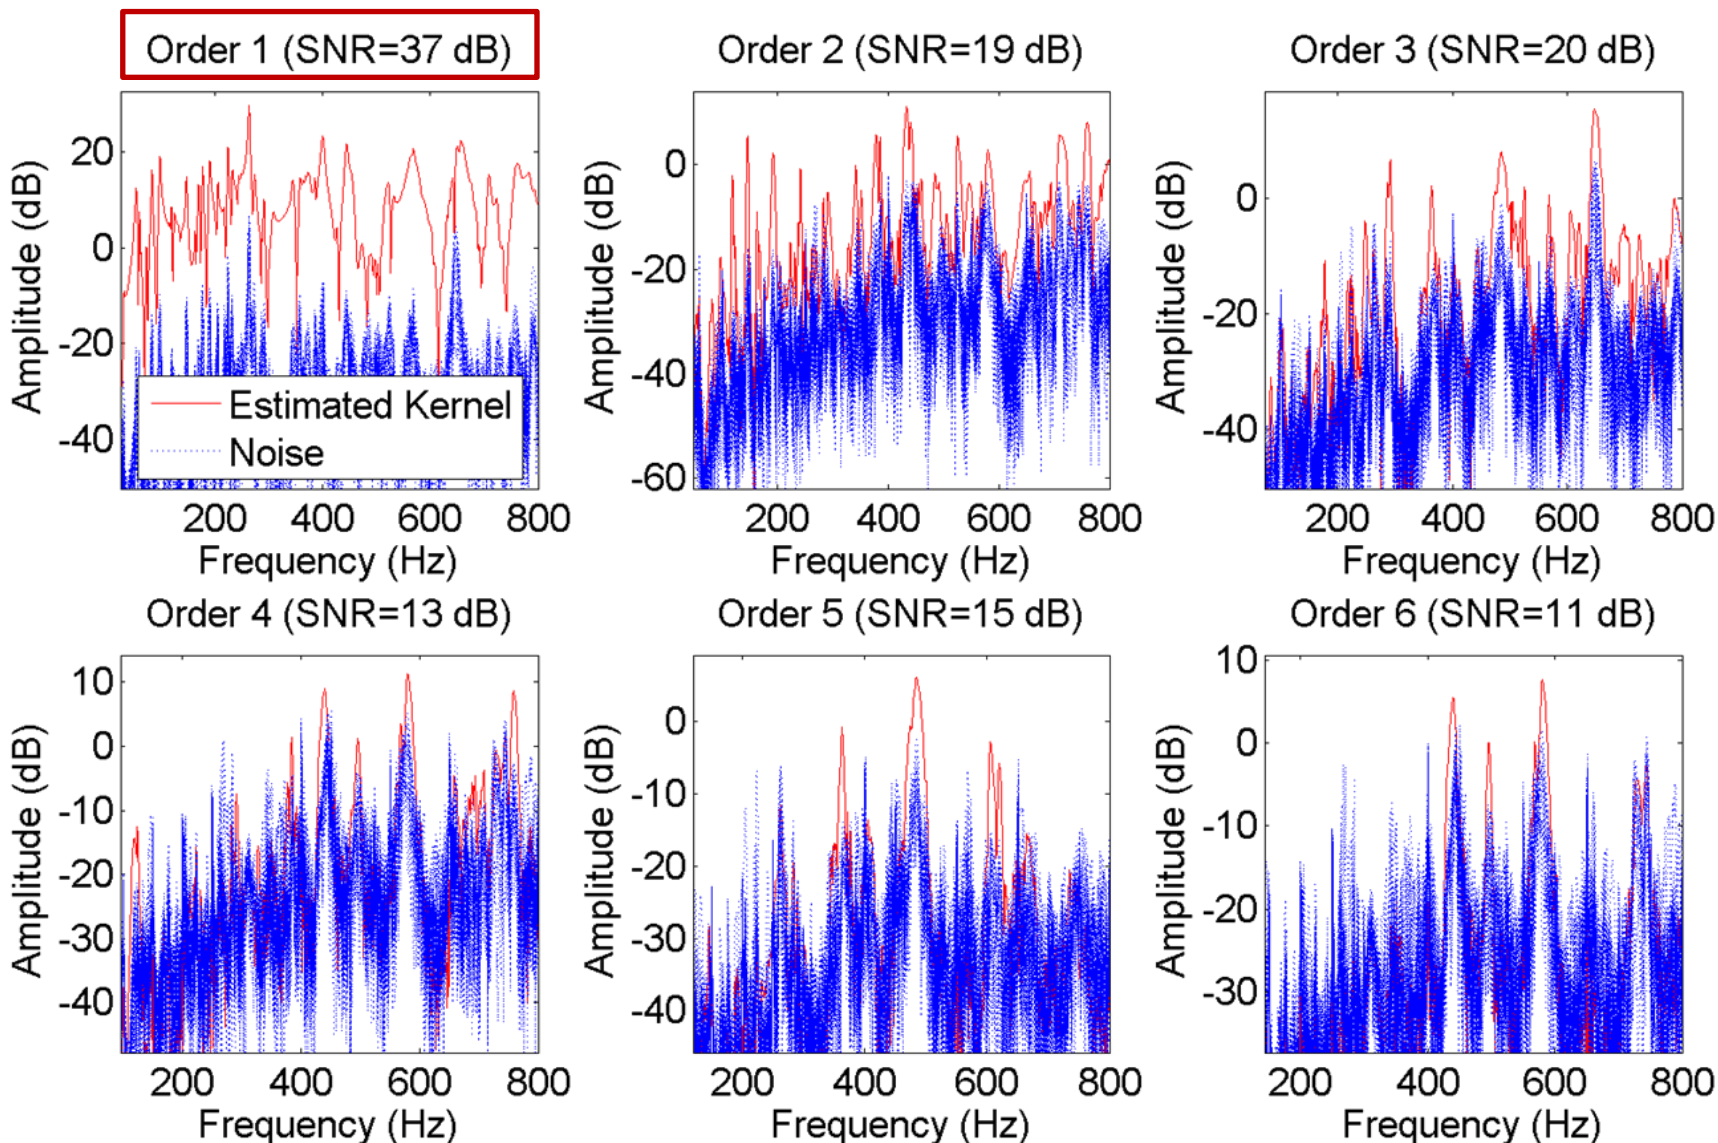 Order 1 (SNR=37 dB)
Order 2 (SNR=19 dB)
Order 3 (SNR=20 dB)
Amplitude (dB)
20
0
-20
-40
Estimated Kernel
Noise
200 400 600 800
Frequency (Hz)
Amplitude (dB)
0
-20
-40
-60
200 400 600 800
Frequency (Hz)
Amplitude (dB)
0
-20
-40
200 400 600 800
Frequency (Hz)
Order 4 (SNR=13 dB)
Order 5 (SNR=15 dB)
Order 6 (SNR=11 dB)
Amplitude (dB)
10
0
-10
-20
-30
-40
200 400 600 800
Frequency (Hz)
Amplitude (dB)
0
-10
-20
-30
-40
200 400 600 800
Frequency (Hz)
Amplitude (dB)
10
0
-10
-20
-30
200 400 600 800
Frequency (Hz)